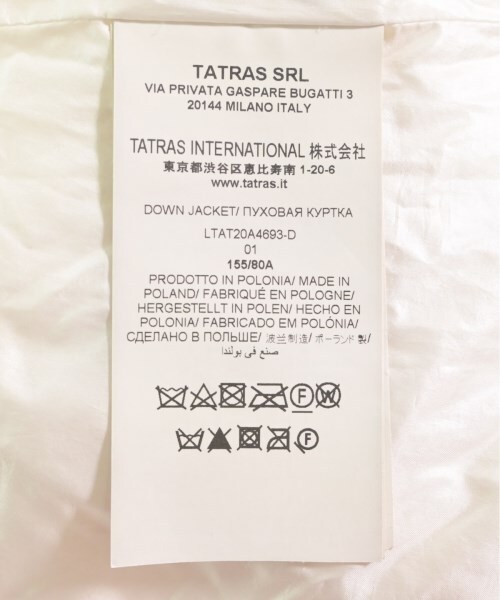 TATRAS SRL
VIA PRIVATA GASPARE BUGATTI 3
20144 MILANO ITALY
TATRAS INTERNATIONAL 株式会社
東京都渋谷区恵比寿南 1-20-6
www.tatras.it
DOWN JACKET/ ПУХОВАЯ КУРТКА
LTAT20A4693-D
01
155/80A
PRODOTTO IN POLONIA/ MADE IN
POLAND/ FABRIQUÉ EN POLOGNE/
HERGESTELLT IN POLEN/ HECHO EN
POLONIA/ FABRICADO EM POLÓNIA/
СДЕЛАНО В ПОЛЬШЕ/ 波兰制造/ ポーランド製/
صنع في بولندا
F W
F